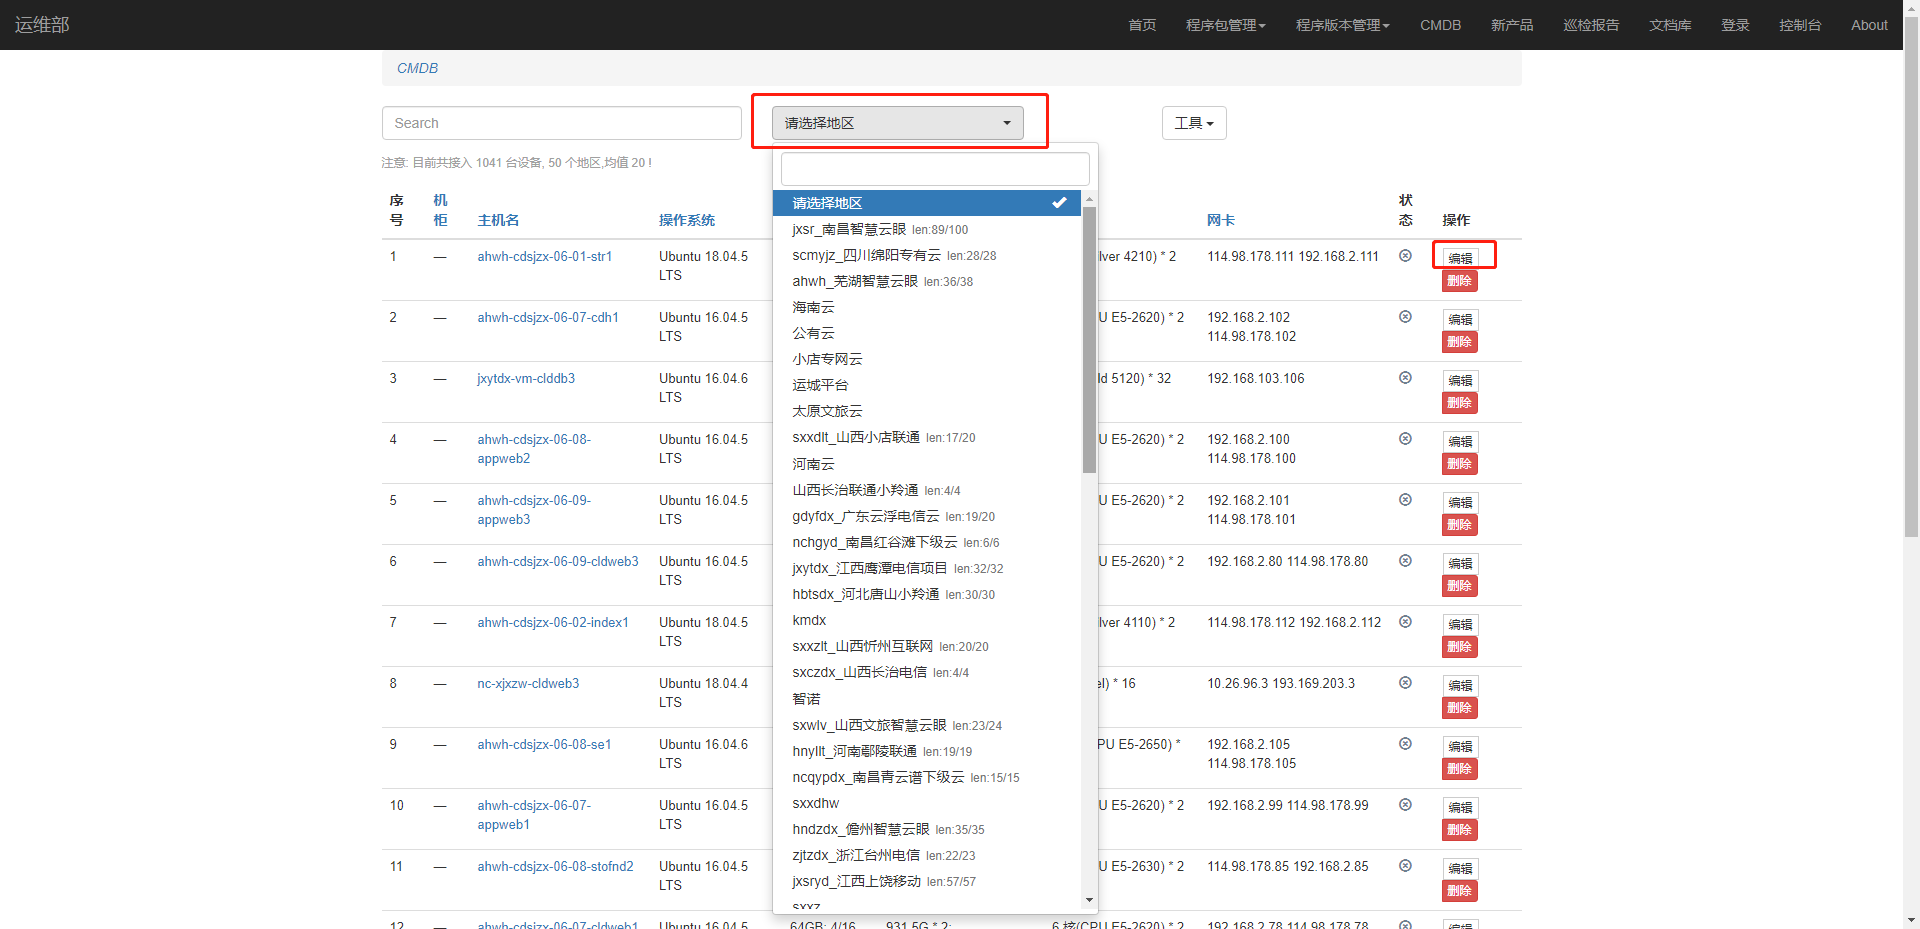 运维部
首页 程序包管理 程序版本管理 CMDB 新产品 巡检报告 文档库 登录 控制台 About
CMDB
Search
请选择地区
工具
注意: 目前共接入 1041 台设备, 50 个地区,均值 20 !
请选择地区
jxsr_南昌智慧云眼 len:89/100
scmyjz_四川绵阳专有云 len:28/28
ahwh_芜湖智慧云眼 len:36/38
海南云
公有云
小店专网云
运城平台
太原文旅云
sxxdlt_山西小店联通 len:17/20
河南云
山西长治联通小羚通 len:4/4
gdyfdx_广东云浮电信云 len:19/20
nchgyd_南昌红谷滩下级云 len:6/6
jxytdx_江西鹰潭电信项目 len:32/32
hbtsdx_河北唐山小羚通 len:30/30
kmdx
sxxzlt_山西忻州互联网 len:20/20
sxczdx_山西长治电信 len:4/4
智诺
sxwlv_山西文旅智慧云眼 len:23/24
hnyllt_河南鄢陵联通 len:19/19
ncqypdx_南昌青云谱下级云 len:15/15
sxxdhw
hndzdx_儋州智慧云眼 len:35/35
zjtzdx_浙江台州电信 len:22/23
jxsryd_江西上饶移动 len:57/57
sxxz
序号 机柜 主机名 操作系统 网卡 状态 操作
1 — ahwh-cdsjzx-06-01-str1 Ubuntu 18.04.5 lver 4210) * 2 114.98.178.111 192.168.2.111 编辑
LTS 删除
2 — ahwh-cdsjzx-06-07-cdh1 Ubuntu 16.04.5 U E5-2620) * 2 192.168.2.102 编辑
LTS 114.98.178.102 删除
3 — jxytdx-vm-clddb3 Ubuntu 16.04.6 ld 5120) * 32 192.168.103.106 编辑
LTS 删除
4 — ahwh-cdsjzx-06-08- Ubuntu 16.04.5 U E5-2620) * 2 192.168.2.100 编辑
appweb2 LTS 114.98.178.100 删除
5 — ahwh-cdsjzx-06-09- Ubuntu 16.04.5 U E5-2620) * 2 192.168.2.101 编辑
appweb3 LTS 114.98.178.101 删除
6 — ahwh-cdsjzx-06-09-cldweb3 Ubuntu 16.04.5 U E5-2620) * 2 192.168.2.80 114.98.178.80 编辑
LTS 删除
7 — ahwh-cdsjzx-06-02-index1 Ubuntu 18.04.5 lver 4110) * 2 114.98.178.112 192.168.2.112 编辑
LTS 删除
8 — nc-xjxzw-cldweb3 Ubuntu 18.04.4 el) * 16 10.26.96.3 193.169.203.3 编辑
LTS 删除
9 — ahwh-cdsjzx-06-08-se1 Ubuntu 16.04.6 PU E5-2650) * 192.168.2.105 编辑
LTS 114.98.178.105 删除
10 — ahwh-cdsjzx-06-07- Ubuntu 16.04.5 U E5-2620) * 2 192.168.2.99 114.98.178.99 编辑
appweb1 LTS 删除
11 — ahwh-cdsjzx-06-08-stofnd2 Ubuntu 16.04.5 U E5-2630) * 2 114.98.178.85 192.168.2.85 编辑
LTS 删除
12 — ahwh-cdsjzx-06-07-cldweb1 Ubuntu 16.04.5 64GB: 4/16 931.5G * 2: 6 核(CPU E5-2620) * 2 192.168.2.78 114.98.178.78 编辑